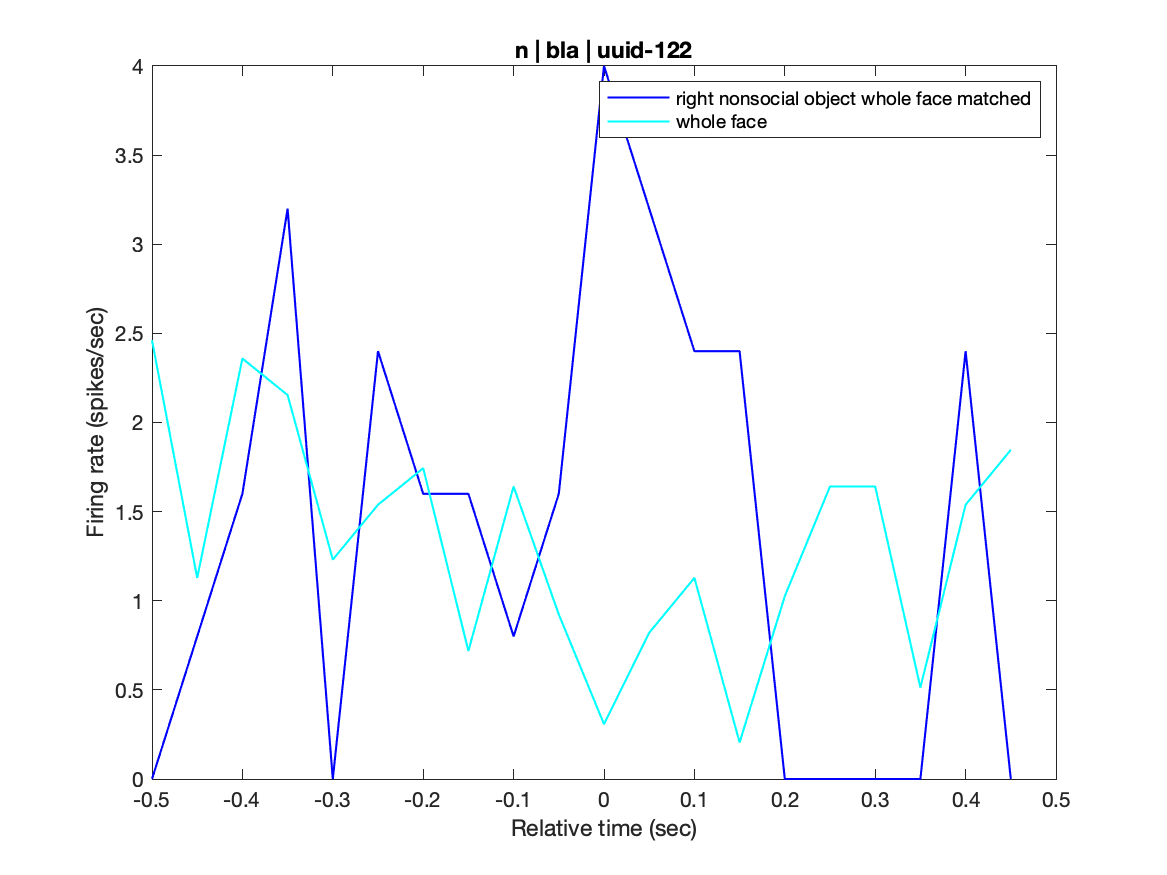 n | bla | uuid-122
right nonsocial object whole face matched
whole face
Firing rate (spikes/sec)
4
3.5
3
2.5
2
1.5
1
0.5
0
-0.5 -0.4 -0.3 -0.2 -0.1 0 0.1 0.2 0.3 0.4 0.5
Relative time (sec)